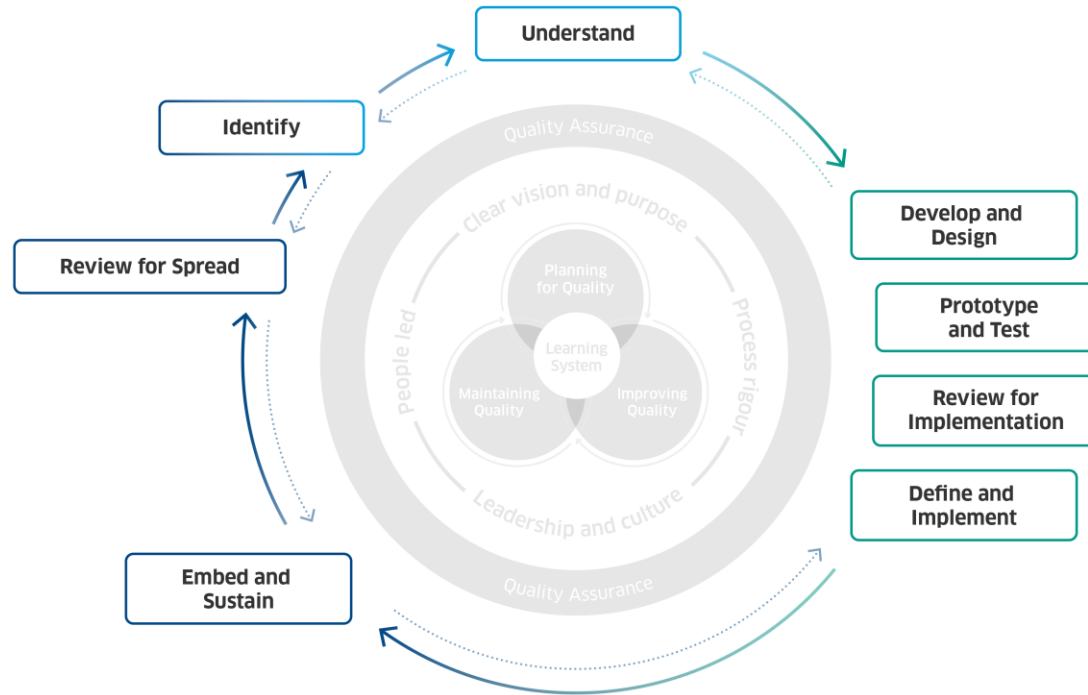 Understand
Identify
Review for Spread
Embed and
Sustain
Develop and
Design
Prototype
and Test
Review for
Implementation
Define and
Implement
Quality Assurance
Clear vision and purpose
People led
Process rigour
Leadership and culture
Planning
for Quality
Learning
System
Maintaining
Quality
Improving
Quality
Quality Assurance